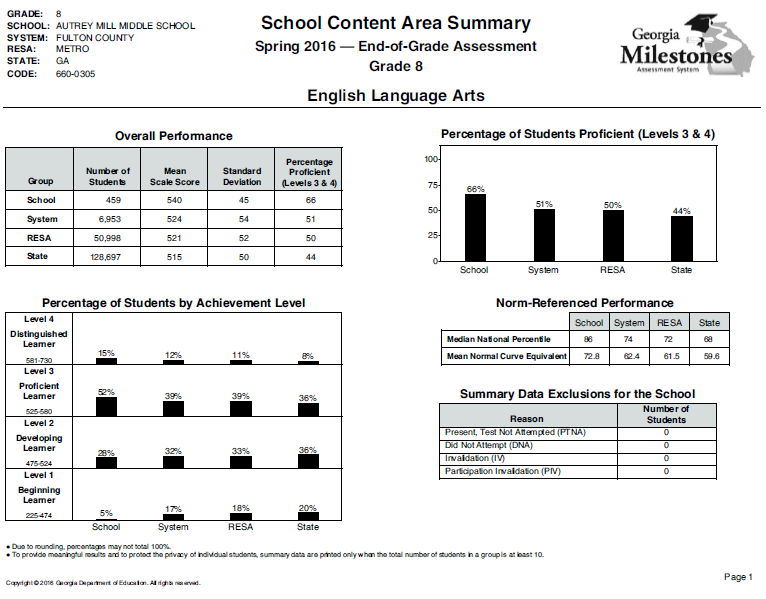 GRADE: 8
SCHOOL: AUTREY MILL MIDDLE SCHOOL
SYSTEM: FULTON COUNTY
RESA: METRO
STATE: GA
CODE: 660-0305
School Content Area Summary
Spring 2016 — End-of-Grade Assessment
Grade 8
Georgia
Milestones
Assessment System
English Language Arts
Overall Performance
Group Number of Students Mean Scale Score Standard Deviation Percentage Proficient (Levels 3 & 4)
School 459 540 45 66
System 6,953 524 54 51
RESA 50,998 521 52 50
State 128,697 515 50 44
Percentage of Students Proficient (Levels 3 & 4)
100
75
50
25
0
66% 51% 50% 44%
School System RESA State
Percentage of Students by Achievement Level
Level 4
Distinguished
Learner
581-730
15% 12% 11% 8%
Level 3
Proficient
Learner
525-580
52% 39% 39% 36%
Level 2
Developing
Learner
475-524
28% 32% 33% 36%
Level 1
Beginning
Learner
225-474
5% 17% 18% 20%
School System RESA State
Norm-Referenced Performance
School System RESA State
Median National Percentile 86 74 72 68
Mean Normal Curve Equivalent 72.8 62.4 61.5 59.6
Summary Data Exclusions for the School
Reason Number of Students
Present, Test Not Attempted (PTNA) 0
Did Not Attempt (DNA) 0
Invalidation (IV) 0
Participation Invalidation (PIV) 0
● Due to rounding, percentages may not total 100%.
● To provide meaningful results and to protect the privacy of individual students, summary data are printed only when the total number of students in a group is at least 10.
Copyright © 2016 Georgia Department of Education. All rights reserved.
Page 1